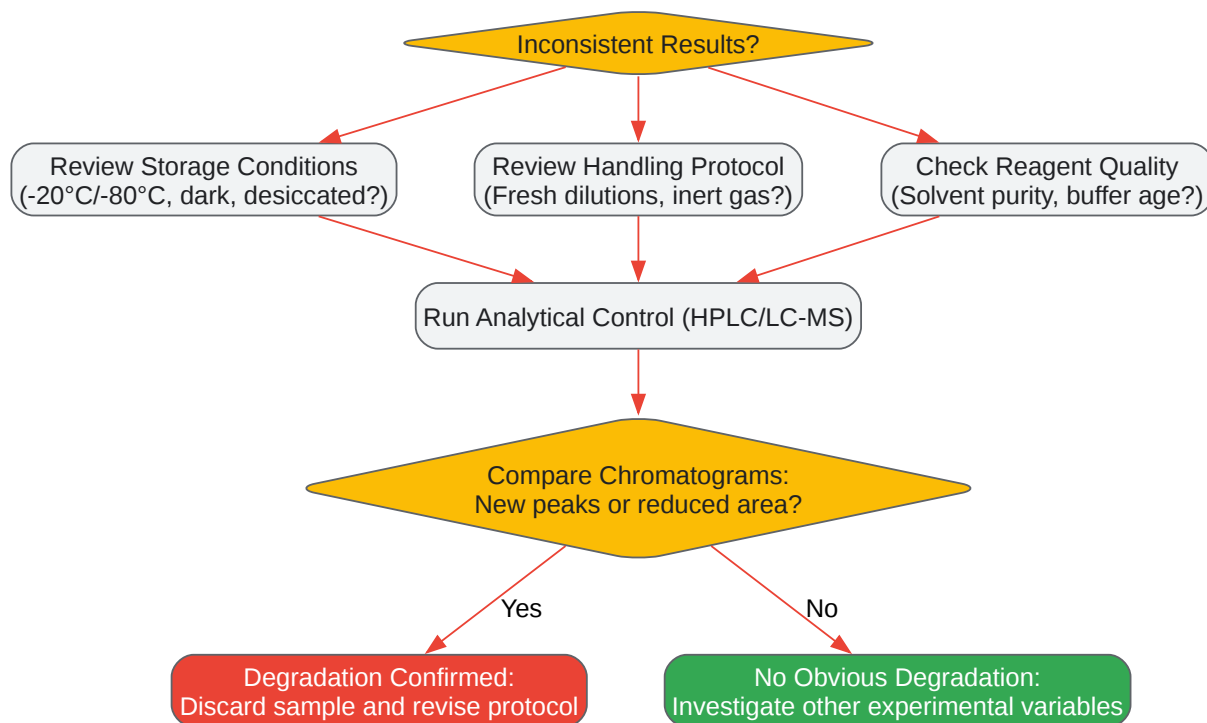 Inconsistent Results?
Review Storage Conditions
(-20°C/-80°C, dark, desiccated?)
Review Handling Protocol
(Fresh dilutions, inert gas?)
Check Reagent Quality
(Solvent purity, buffer age?)
Run Analytical Control (HPLC/LC-MS)
Compare Chromatograms:
New peaks or reduced area?
Yes
No
Degradation Confirmed:
Discard sample and revise protocol
No Obvious Degradation:
Investigate other experimental variables